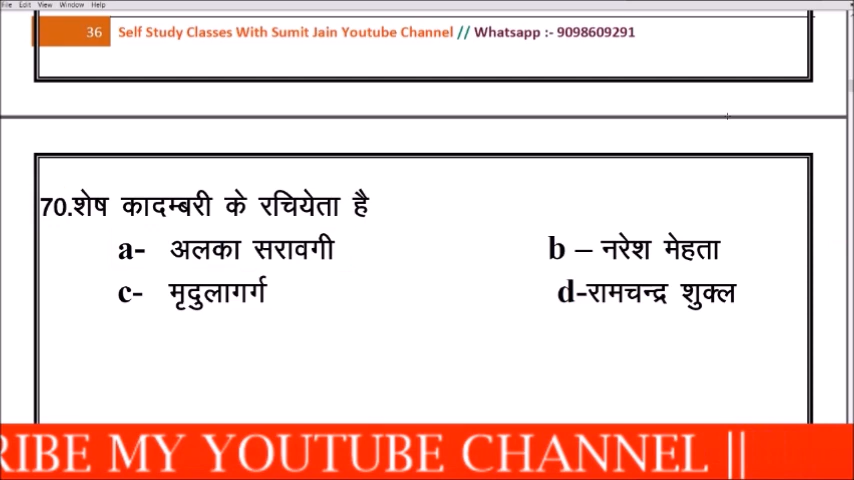 File Edit View Window Help
36 Self Study Classes With Sumit Jain Youtube Channel // Whatsapp :- 9098609291
70.शेष कादम्बरी के रचियेता है
a- अलका सरावगी b – नरेश मेहता
c- मृदुलागर्ग d-रामचन्द्र शुक्ल
RIBE MY YOUTUBE CHANNEL ||